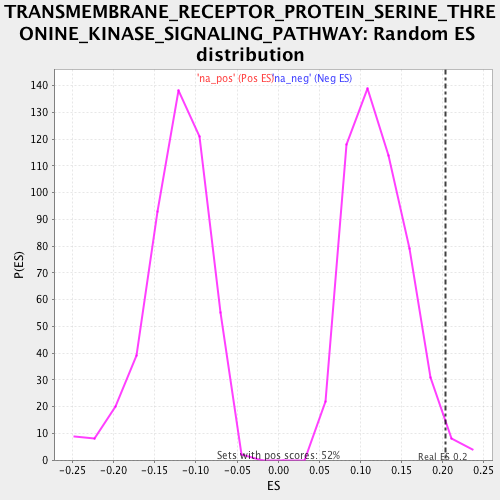 TRANSMEMBRANE_RECEPTOR_PROTEIN_SERINE_THRE
ONINE_KINASE_SIGNALING_PATHWAY: Random ES
distribution
'na_pos' (Pos ES) 'na_neg' (Neg ES)
140
130
120
110
100
90
80
70
60
50
40
30
20
10
0
P(ES)
Sets with pos scores: 52%
Real ES 0.2
-0.25 -0.20 -0.15 -0.10 -0.05 0.00 0.05 0.10 0.15 0.20 0.25
ES